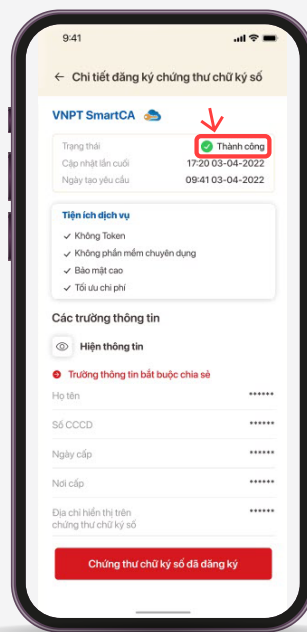 9:41
← Chi tiết đăng ký chứng thư chữ ký số
VNPT SmartCA
Trạng thái Thành công
Cập nhật lần cuối 17:20 03-04-2022
Ngày tạo yêu cầu 09:41 03-04-2022
Tiện ích dịch vụ
✓ Không Token
✓ Không phần mềm chuyên dụng
✓ Bảo mật cao
✓ Tối ưu chi phí
Các trường thông tin
Hiện thông tin
Trường thông tin bắt buộc chia sẻ
Họ tên ******
Số CCCD ******
Ngày cấp ******
Nơi cấp ******
Địa chỉ hiển thị trên ******
chứng thư chữ ký số
Chứng thư chữ ký số đã đăng ký